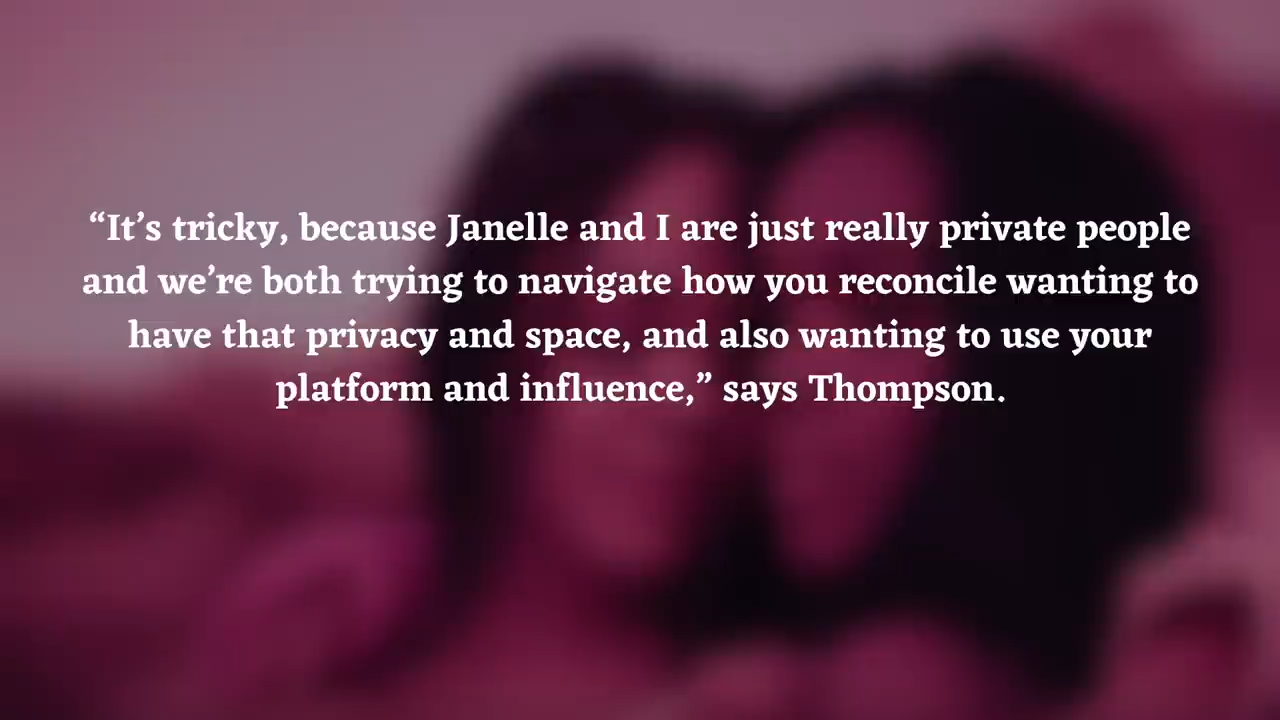 “It’s tricky, because Janelle and I are just really private people
and we’re both trying to navigate how you reconcile wanting to
have that privacy and space, and also wanting to use your
platform and influence,” says Thompson.